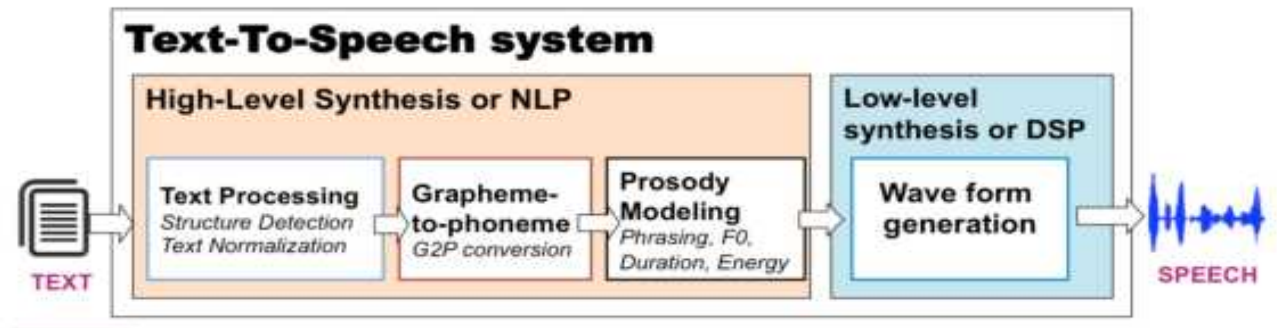 Text-To-Speech system
High-Level Synthesis or NLP
Low-level
synthesis or DSP
Text Processing
Structure Detection
Text Normalization
Grapheme-
to-phoneme
G2P conversion
Prosody
Modeling
Phrasing, F0,
Duration, Energy
Wave form
generation
TEXT
SPEECH